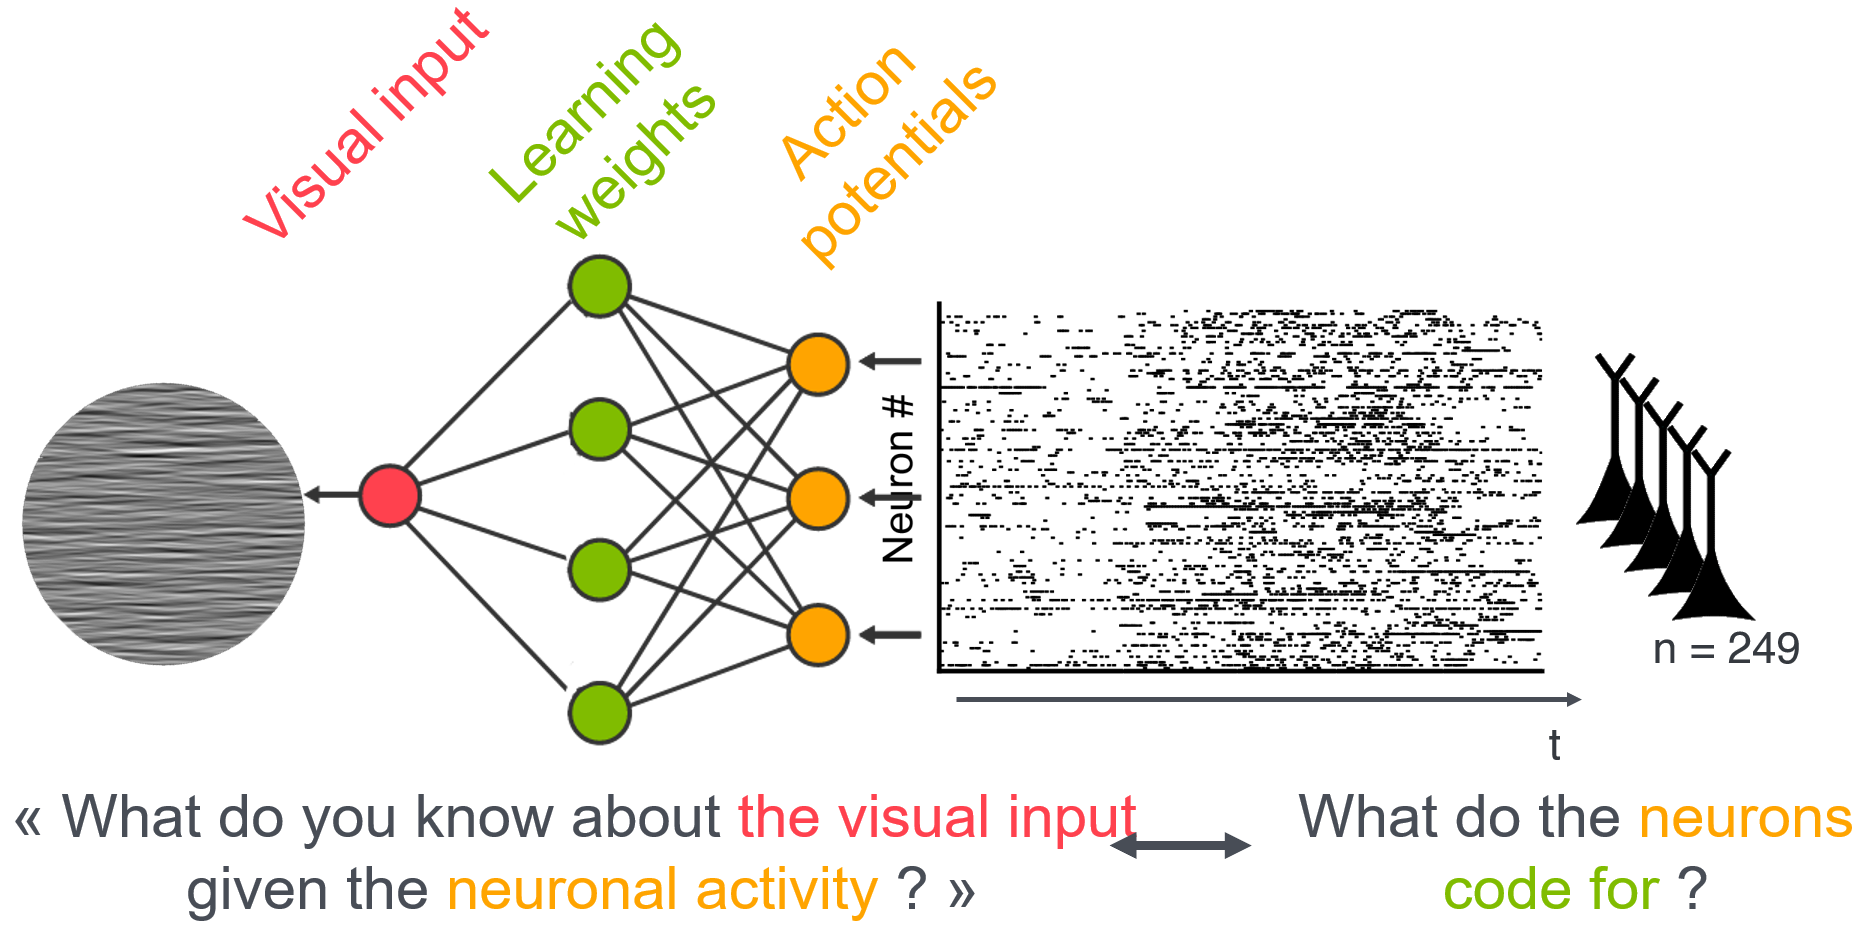 Visual input
Learning
weights
Action
potentials
Neuron #
n = 249
t
« What do you know about the visual input
given the neuronal activity ? »
What do the neurons
code for ?